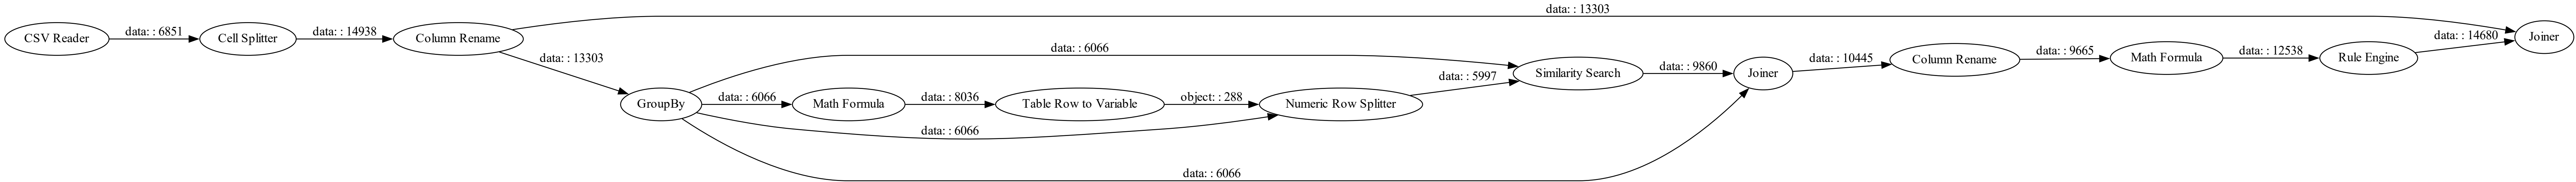 data: : 13303
CSV Reader
data: : 6851
Cell Splitter
data: : 14938
Column Rename
data: : 13303
GroupBy
data: : 6066
data: : 6066
Math Formula
data: : 8036
Table Row to Variable
object: : 288
Numeric Row Splitter
data: : 6066
data: : 5997
Similarity Search
data: : 9860
data: : 6066
Joiner
data: : 10445
Column Rename
data: : 9665
Math Formula
data: : 12538
Rule Engine
data: : 14680
Joiner